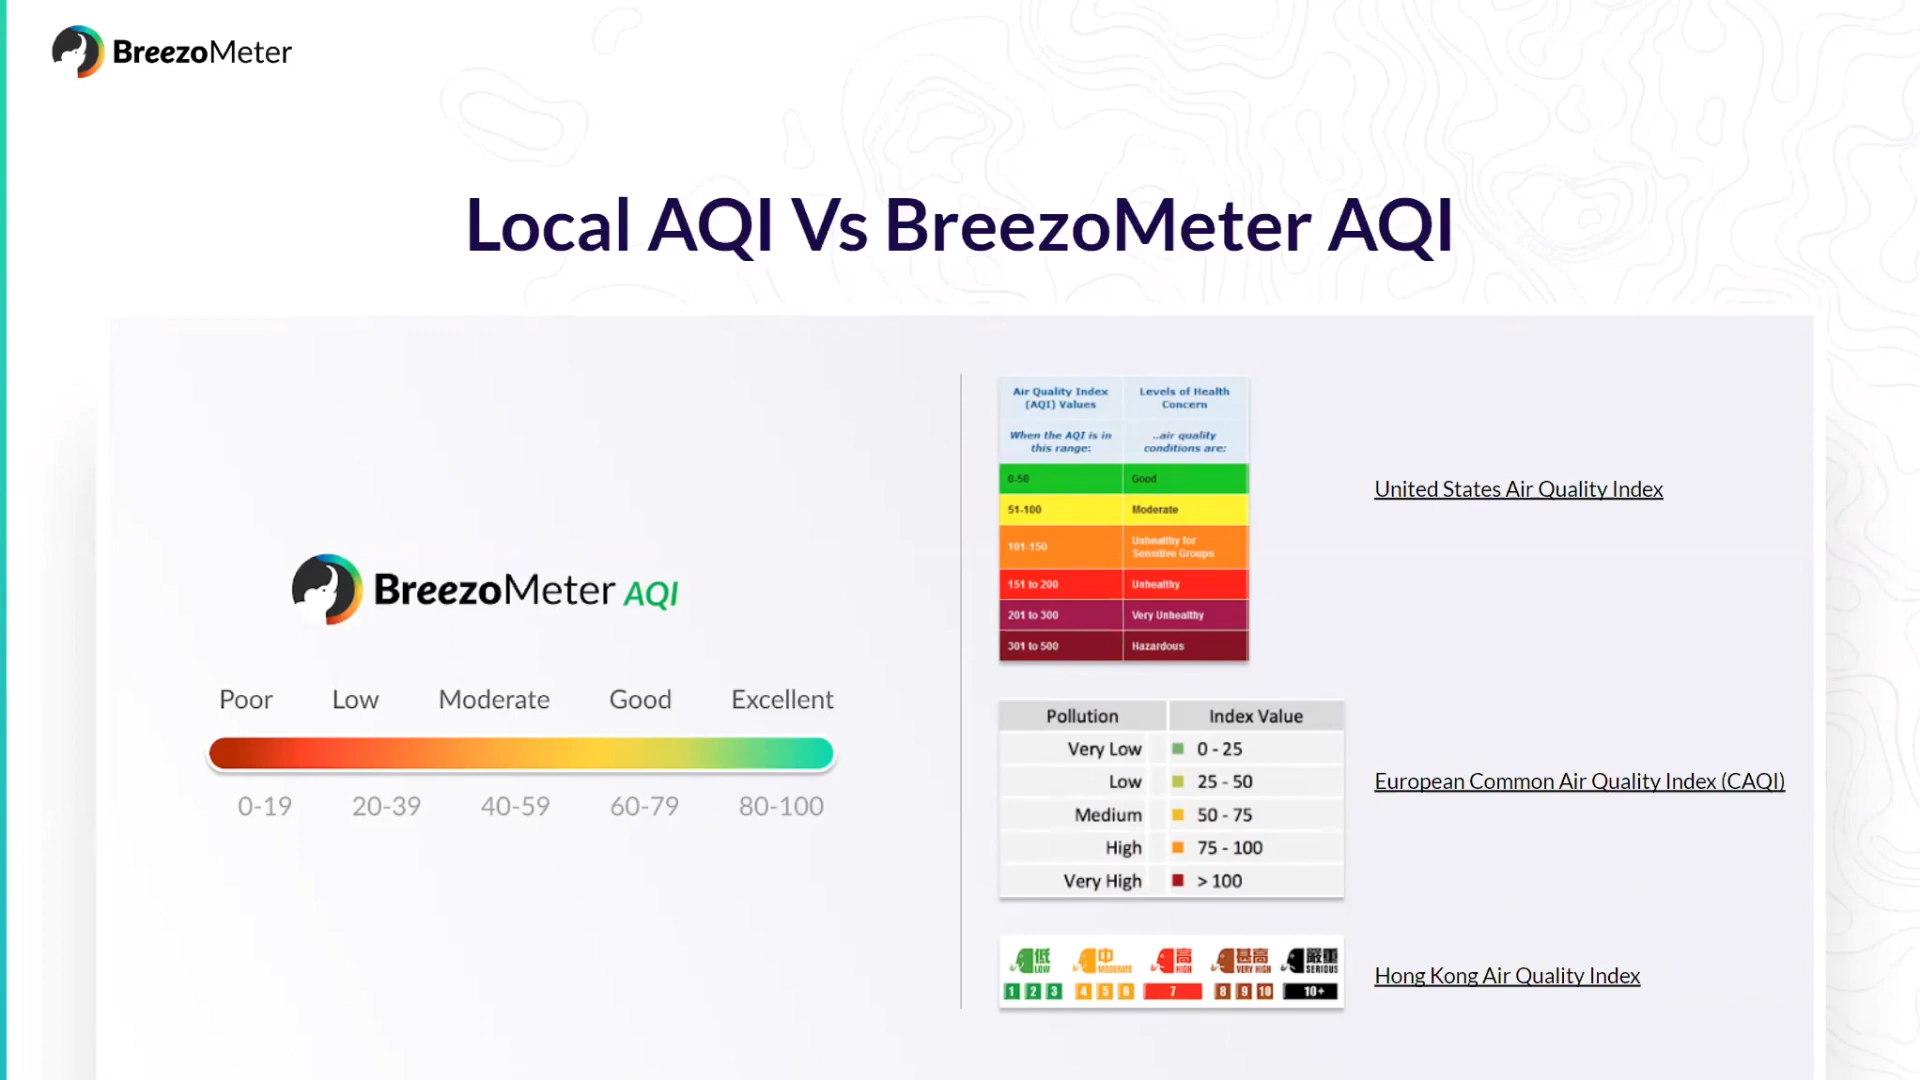 BreezoMeter
Local AQI Vs BreezoMeter AQI
BreezoMeter AQI
Poor Low Moderate Good Excellent
0-19 20-39 40-59 60-79 80-100
Air Quality Index
(AQI) Values
Levels of Health
Concern
When the AQI is in
this range:
...air quality
conditions are:
0-50 Good
51-100 Moderate
101-150 Unhealthy for
Sensitive Groups
151 to 200 Unhealthy
201 to 300 Very Unhealthy
301 to 500 Hazardous
United States Air Quality Index
Pollution Index Value
Very Low 0 - 25
Low 25 - 50
Medium 50 - 75
High 75 - 100
Very High > 100
European Common Air Quality Index (CAQI)
低 LOW 中 MODERATE 高 HIGH 甚高 VERY HIGH 嚴重 SERIOUS
1 2 3 4 5 6 7 8 9 10 10+
Hong Kong Air Quality Index